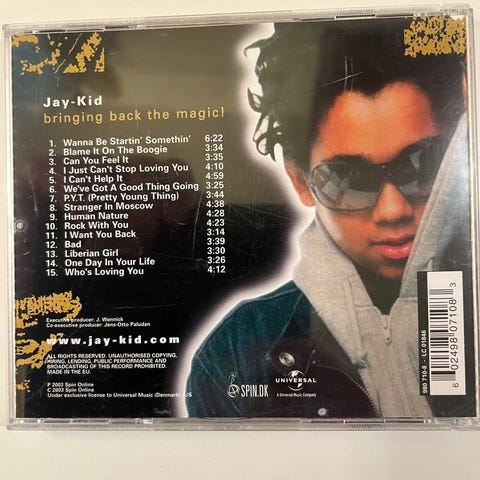 Jay-Kid
bringing back the magic!
1. Wanna Be Startin' Somethin' 6:22
2. Blame It On The Boogie 3:34
3. Can You Feel It 3:35
4. I Just Can't Stop Loving You 4:10
5. I Can't Help It 4:59
6. We've Got A Good Thing Going 3:25
7. P.Y.T. (Pretty Young Thing) 3:44
8. Stranger In Moscow 4:38
9. Human Nature 4:28
10. Rock With You 4:23
11. I Want You Back 3:14
12. Bad 3:39
13. Liberian Girl 3:30
14. One Day In Your Life 3:26
15. Who's Loving You 4:12
Executive producer: J. Wennick
Co-executive producer: Jens-Otto Paludan
www.jay-kid.com
ALL RIGHTS RESERVED. UNAUTHORISED COPYING,
HIRING, LENDING, PUBLIC PERFORMANCE AND
BROADCASTING OF THIS RECORD PROHIBITED.
MADE IN THE EU.
P 2003 Spin Online
© 2003 Spin Online
Under exclusive license to Universal Music (Denmark) A/S
SPIN.DK
UNIVERSAL
A Universal Music Company
980 710-8 - LC 01846
6 02498 07108 3